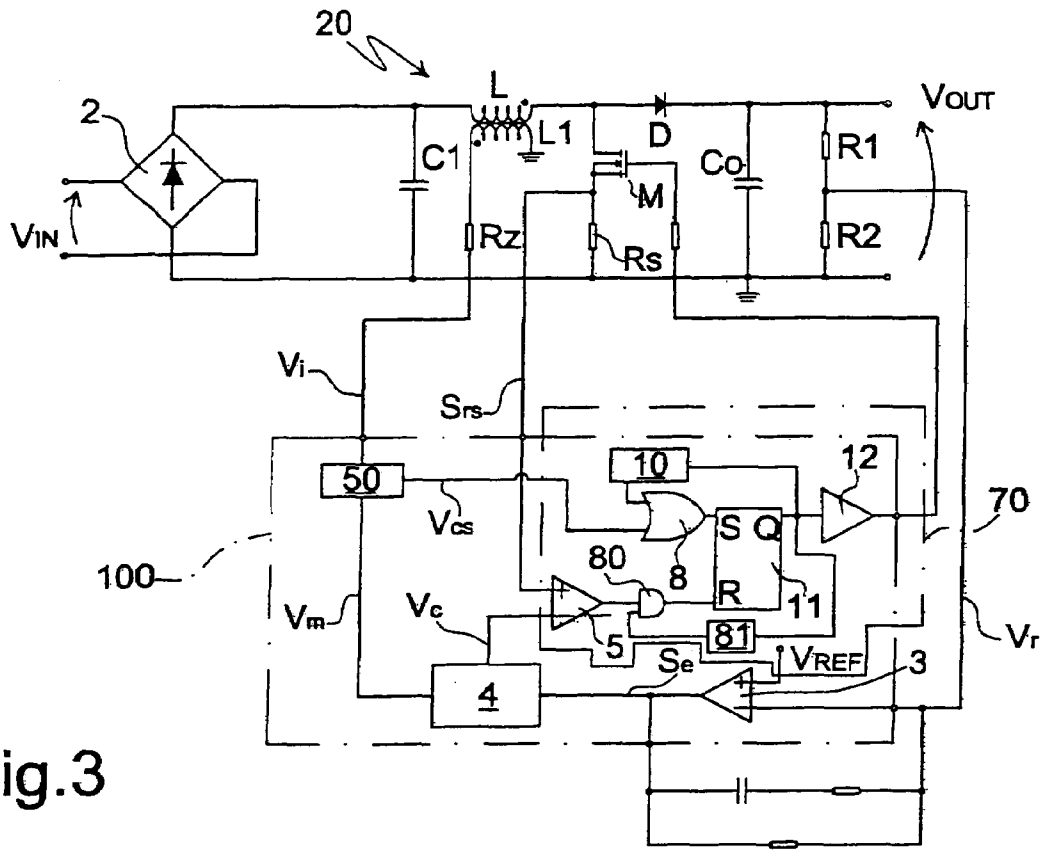 20
2
L
L1
D
VOUT
C1
Co
R1
M
VIN
Rz
Rs
R2
Vi
Srs
10
12
50
Vcs
S Q
70
8
80
100
11
R
Vm
Vc
5
81
Vr
VREF
Se
3
4
ig.3